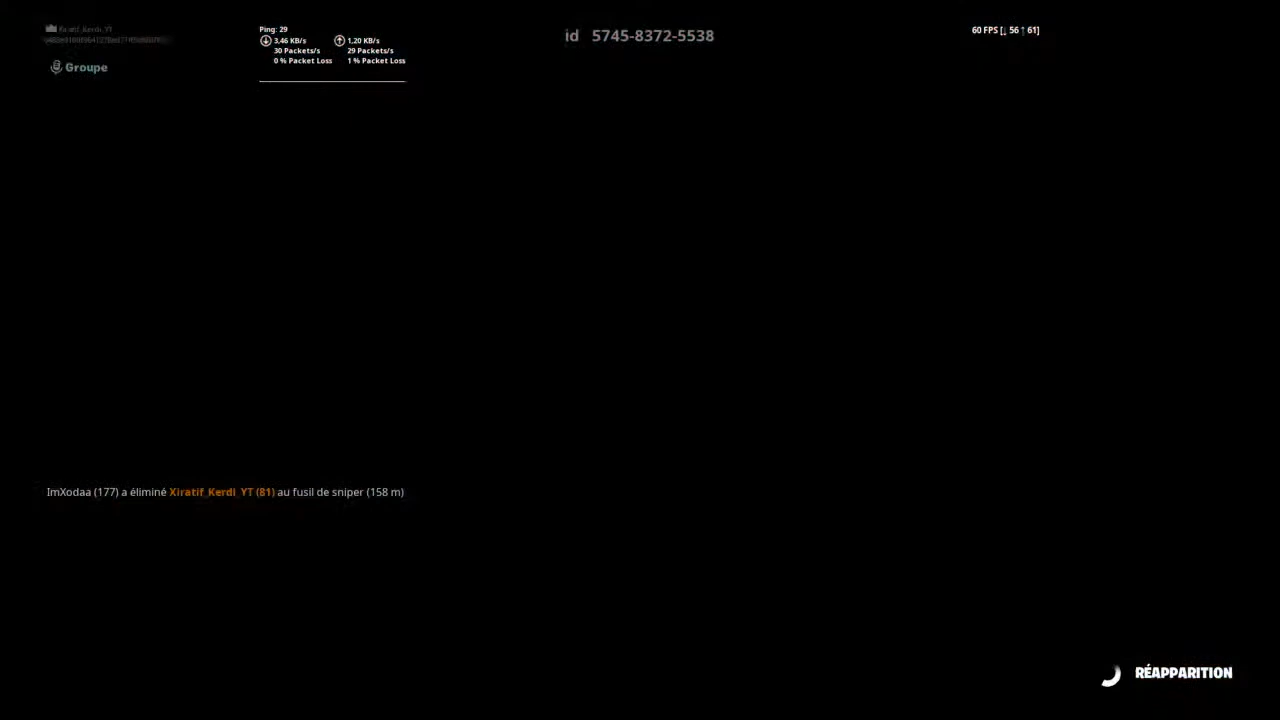 Xiratif_Kerdi_YT
Groupe
Ping: 29
3,46 KB/s
30 Packets/s
0 % Packet Loss
1,20 KB/s
29 Packets/s
1 % Packet Loss
id 5745-8372-5538
60 FPS [↓ 56 ↑ 61]
ImXodaa (177) a éliminé Xiratif_Kerdi_YT (81) au fusil de sniper (158 m)
RÉAPPARITION